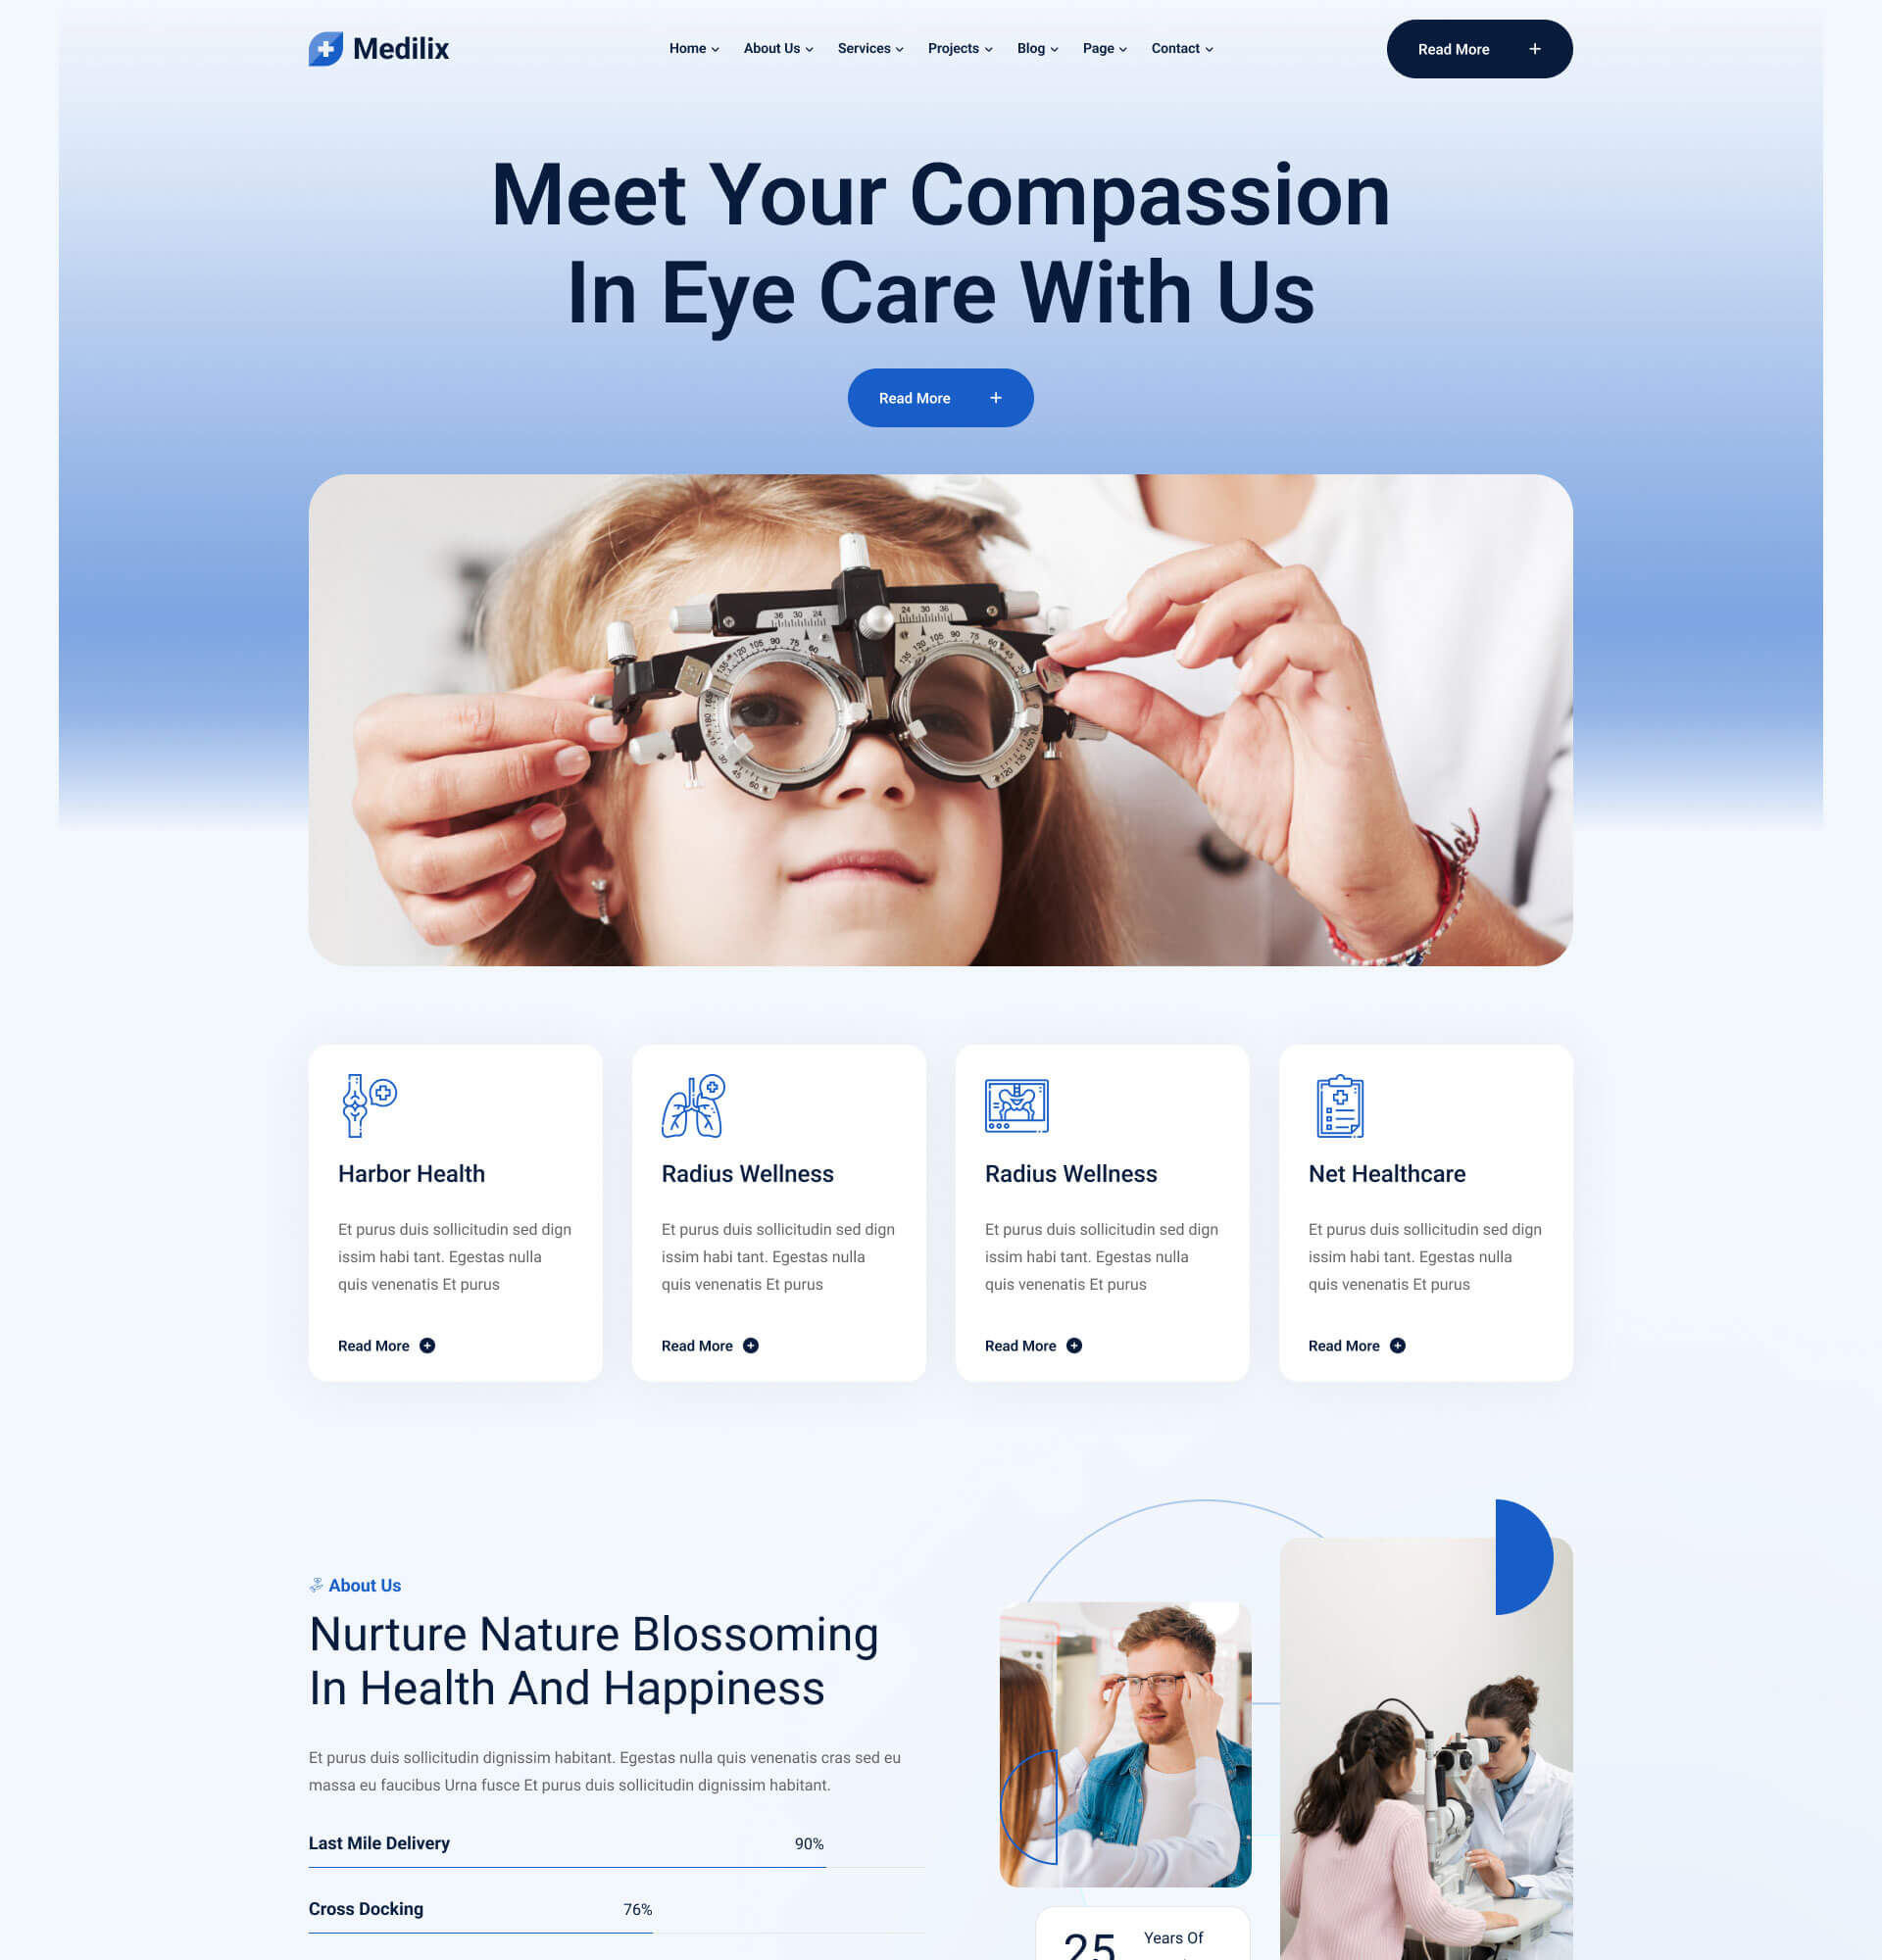 Medilix
Home
About Us
Services
Projects
Blog
Page
Contact
Read More
Meet Your Compassion
In Eye Care With Us
Read More
36 30 24
24 30 36
Harbor Health
Et purus duis sollicitudin sed dign
issim habi tant. Egestas nulla
quis venenatis Et purus
Read More
Radius Wellness
Et purus duis sollicitudin sed dign
issim habi tant. Egestas nulla
quis venenatis Et purus
Read More
Radius Wellness
Et purus duis sollicitudin sed dign
issim habi tant. Egestas nulla
quis venenatis Et purus
Read More
Net Healthcare
Et purus duis sollicitudin sed dign
issim habi tant. Egestas nulla
quis venenatis Et purus
Read More
About Us
Nurture Nature Blossoming
In Health And Happiness
Et purus duis sollicitudin dignissim habitant. Egestas nulla quis venenatis cras sed eu
massa eu faucibus Urna fusce Et purus duis sollicitudin dignissim habitant.
Last Mile Delivery 90%
Cross Docking 76%
25
Years Of